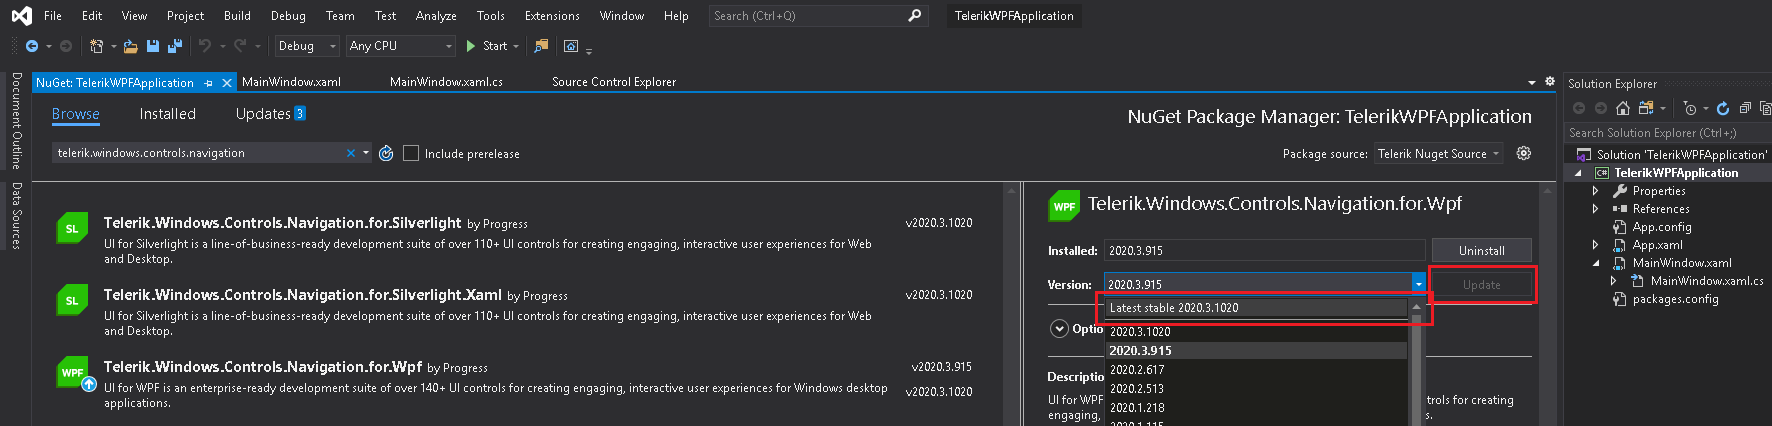 File Edit View Project Build Debug Team Test Analyze Tools Extensions Window Help Search (Ctrl+Q) TelerikWPFApplication
Debug Any CPU Start
NuGet: TelerikWPFApplication MainWindow.xaml MainWindow.xaml.cs Source Control Explorer
Document Outline
Data Sources
Browse Installed Updates 3
NuGet Package Manager: TelerikWPFApplication
telerik.windows.controls.navigation Include prerelease
Package source: Telerik Nuget Source
SL
Telerik.Windows.Controls.Navigation.for.Silverlight by Progress v2020.3.1020
UI for Silverlight is a line-of-business-ready development suite of over 110+ UI controls for creating engaging, interactive user experiences for Web
and Desktop.
SL
Telerik.Windows.Controls.Navigation.for.Silverlight.Xaml by Progress v2020.3.1020
UI for Silverlight is a line-of-business-ready development suite of over 110+ UI controls for creating engaging, interactive user experiences for Web
and Desktop.
WPF
Telerik.Windows.Controls.Navigation.for.Wpf by Progress v2020.3.915
UI for WPF is an enterprise-ready development suite of over 140+ UI controls for creating engaging, interactive user experiences for Windows desktop
applications.
v2020.3.1020
WPF
Telerik.Windows.Controls.Navigation.for.Wpf
Installed: 2020.3.915 Uninstall
Version: 2020.3.915 Update
Latest stable 2020.3.1020
2020.3.1020
2020.3.915
2020.2.617
2020.2.513
2020.1.218
2020.1.115
Optio
Descriptio
UI for WPF trols for creating
engaging, s.
Solution Explorer
Search Solution Explorer (Ctrl+;)
Solution 'TelerikWPFApplication'
C# TelerikWPFApplication
Properties
References
App.config
App.xaml
MainWindow.xaml
MainWindow.xaml.cs
packages.config